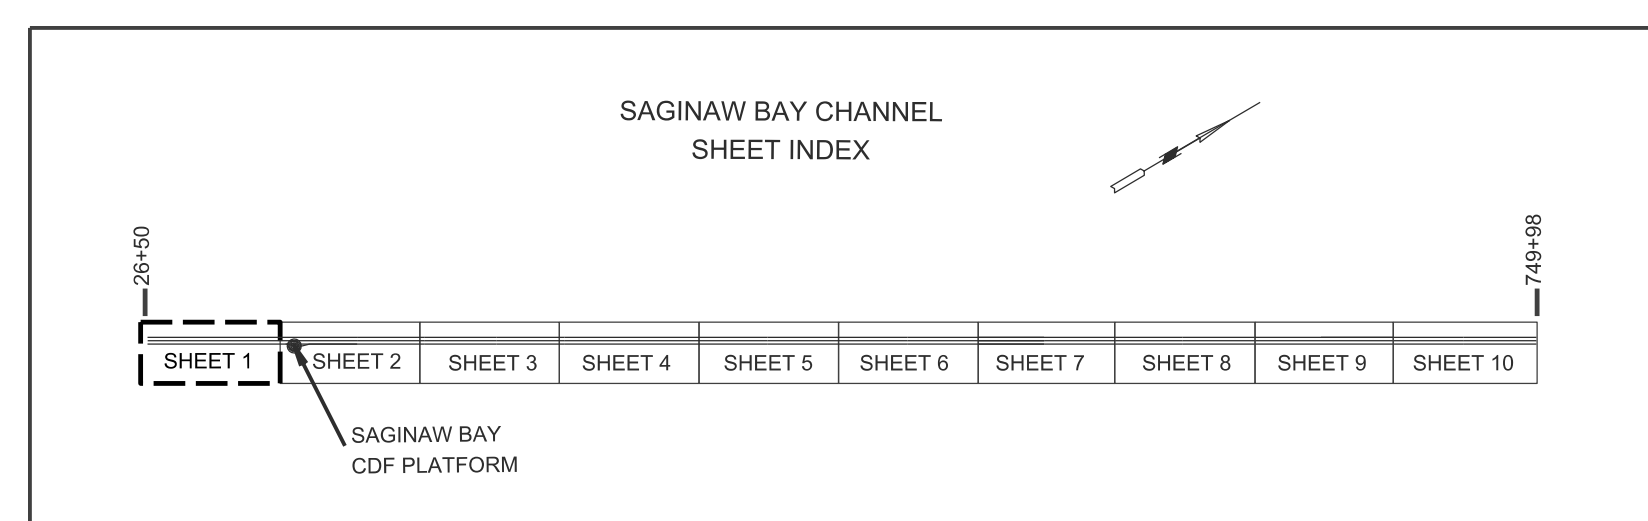 SAGINAW BAY CHANNEL
SHEET INDEX
26+50
749+98
SHEET 1
SHEET 2
SHEET 3
SHEET 4
SHEET 5
SHEET 6
SHEET 7
SHEET 8
SHEET 9
SHEET 10
SAGINAW BAY
CDF PLATFORM